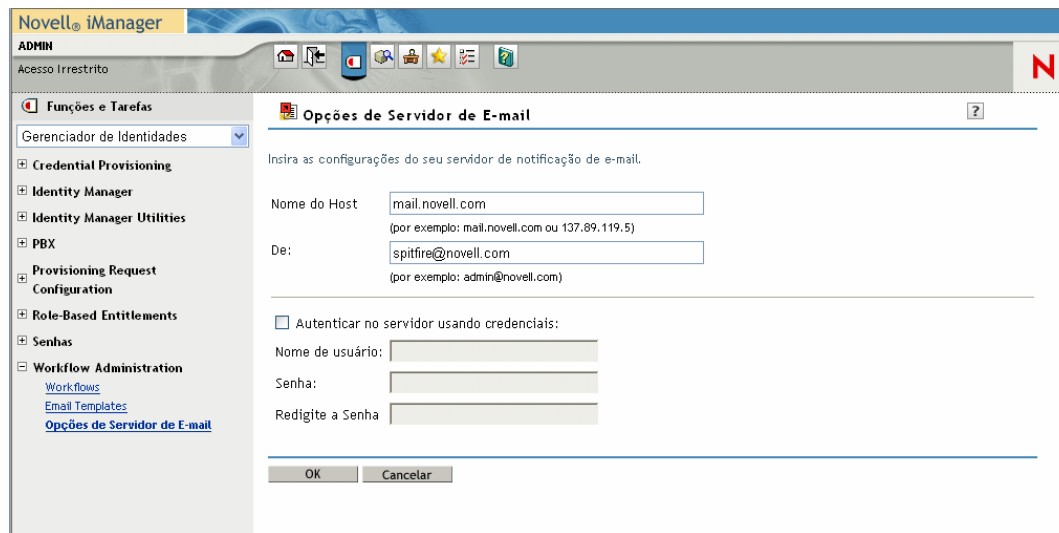 Novell® iManager
ADMIN
Acesso Irrestrito
N
Funções e Tarefas
Gerenciador de Identidades
Credential Provisioning
Identity Manager
Identity Manager Utilities
PBX
Provisioning Request
Configuration
Role-Based Entitlements
Senhas
Workflow Administration
Workflows
Email Templates
Opções de Servidor de E-mail
Opções de Servidor de E-mail
?
Insira as configurações do seu servidor de notificação de e-mail.
Nome do Host
mail.novell.com
(por exemplo: mail.novell.com ou 137.89.119.5)
De:
spitfire@novell.com
(por exemplo: admin@novell.com)
Autenticar no servidor usando credenciais:
Nome de usuário:
Senha:
Redigite a Senha
OK
Cancelar